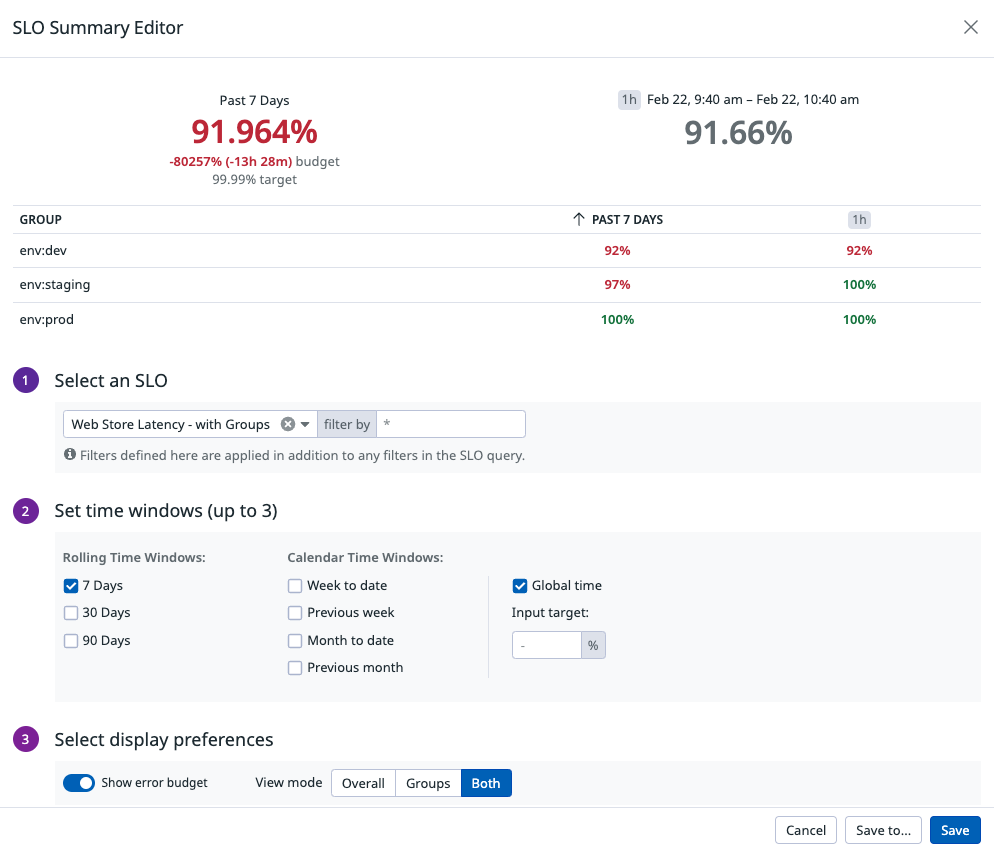 SLO Summary Editor
Past 7 Days
91.964%
-80257% (-13h 28m) budget
99.99% target
1h Feb 22, 9:40 am – Feb 22, 10:40 am
91.66%
GROUP PAST 7 DAYS 1h
env:dev 92% 92%
env:staging 97% 100%
env:prod 100% 100%
1 Select an SLO
Web Store Latency - with Groups filter by *
Filters defined here are applied in addition to any filters in the SLO query.
2 Set time windows (up to 3)
Rolling Time Windows: Calendar Time Windows:
7 Days Week to date Global time
30 Days Previous week Input target:
90 Days Month to date - %
Previous month
3 Select display preferences
Show error budget View mode Overall Groups Both
Cancel Save to... Save